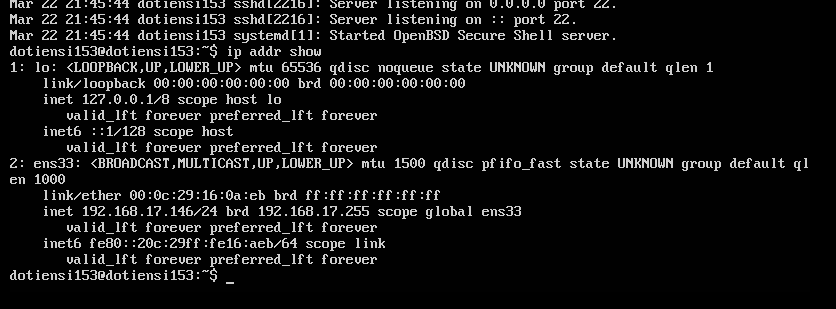 Mar 22 21:45:44 dotiensi153 sshd[2216]: Server listening on 0.0.0.0 port 22.
Mar 22 21:45:44 dotiensi153 sshd[2216]: Server listening on :: port 22.
Mar 22 21:45:44 dotiensi153 systemd[1]: Started OpenBSD Secure Shell server.
dotiensi153@dotiensi153:~$ ip addr show
1: lo: <LOOPBACK,UP,LOWER_UP> mtu 65536 qdisc noqueue state UNKNOWN group default qlen 1
    link/loopback 00:00:00:00:00:00 brd 00:00:00:00:00:00
    inet 127.0.0.1/8 scope host lo
       valid_lft forever preferred_lft forever
    inet6 ::1/128 scope host
       valid_lft forever preferred_lft forever
2: ens33: <BROADCAST,MULTICAST,UP,LOWER_UP> mtu 1500 qdisc pfifo_fast state UNKNOWN group default ql
en 1000
    link/ether 00:0c:29:16:0a:eb brd ff:ff:ff:ff:ff:ff
    inet 192.168.17.146/24 brd 192.168.17.255 scope global ens33
       valid_lft forever preferred_lft forever
    inet6 fe80::20c:29ff:fe16:aeb/64 scope link
       valid_lft forever preferred_lft forever
dotiensi153@dotiensi153:~$ _